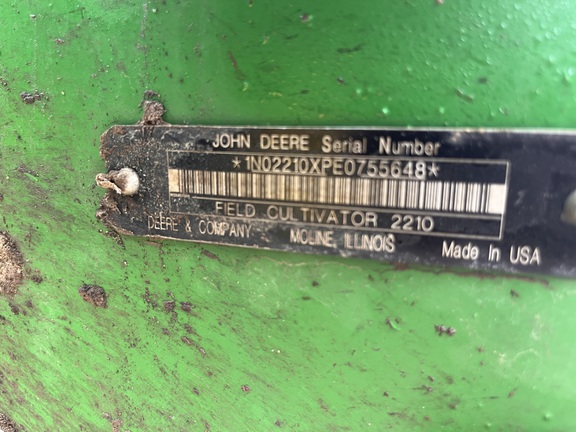 JOHN DEERE Serial Number
*1N02210XPE0755648*
FIELD CULTIVATOR 2210
DEERE & COMPANY MOLINE, ILLINOIS Made In USA